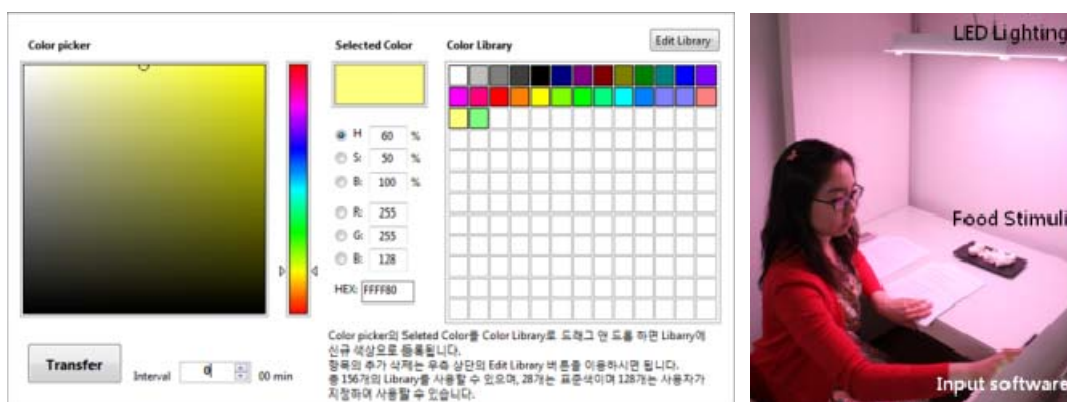 Color picker
Selected Color
Color Library
Edit Library
H 60 %
S: 50 %
B: 100 %
R: 255
G: 255
B: 128
HEX: FFFF80
Transfer
Interval 0 00 min
Color picker의 Seleted Color를 Color Library로 드래그 앤 드롭 하면 Libarry에
신규 색상으로 등록됩니다.
항목의 추가 삭제는 우측 상단의 Edit Library 버튼을 이용하시면 됩니다.
총 156개의 Library를 사용할 수 있으며, 28개는 표준색이며 128개는 사용자가
지정하여 사용할 수 있습니다.
LED Lighting
Food Stimuli
Input software